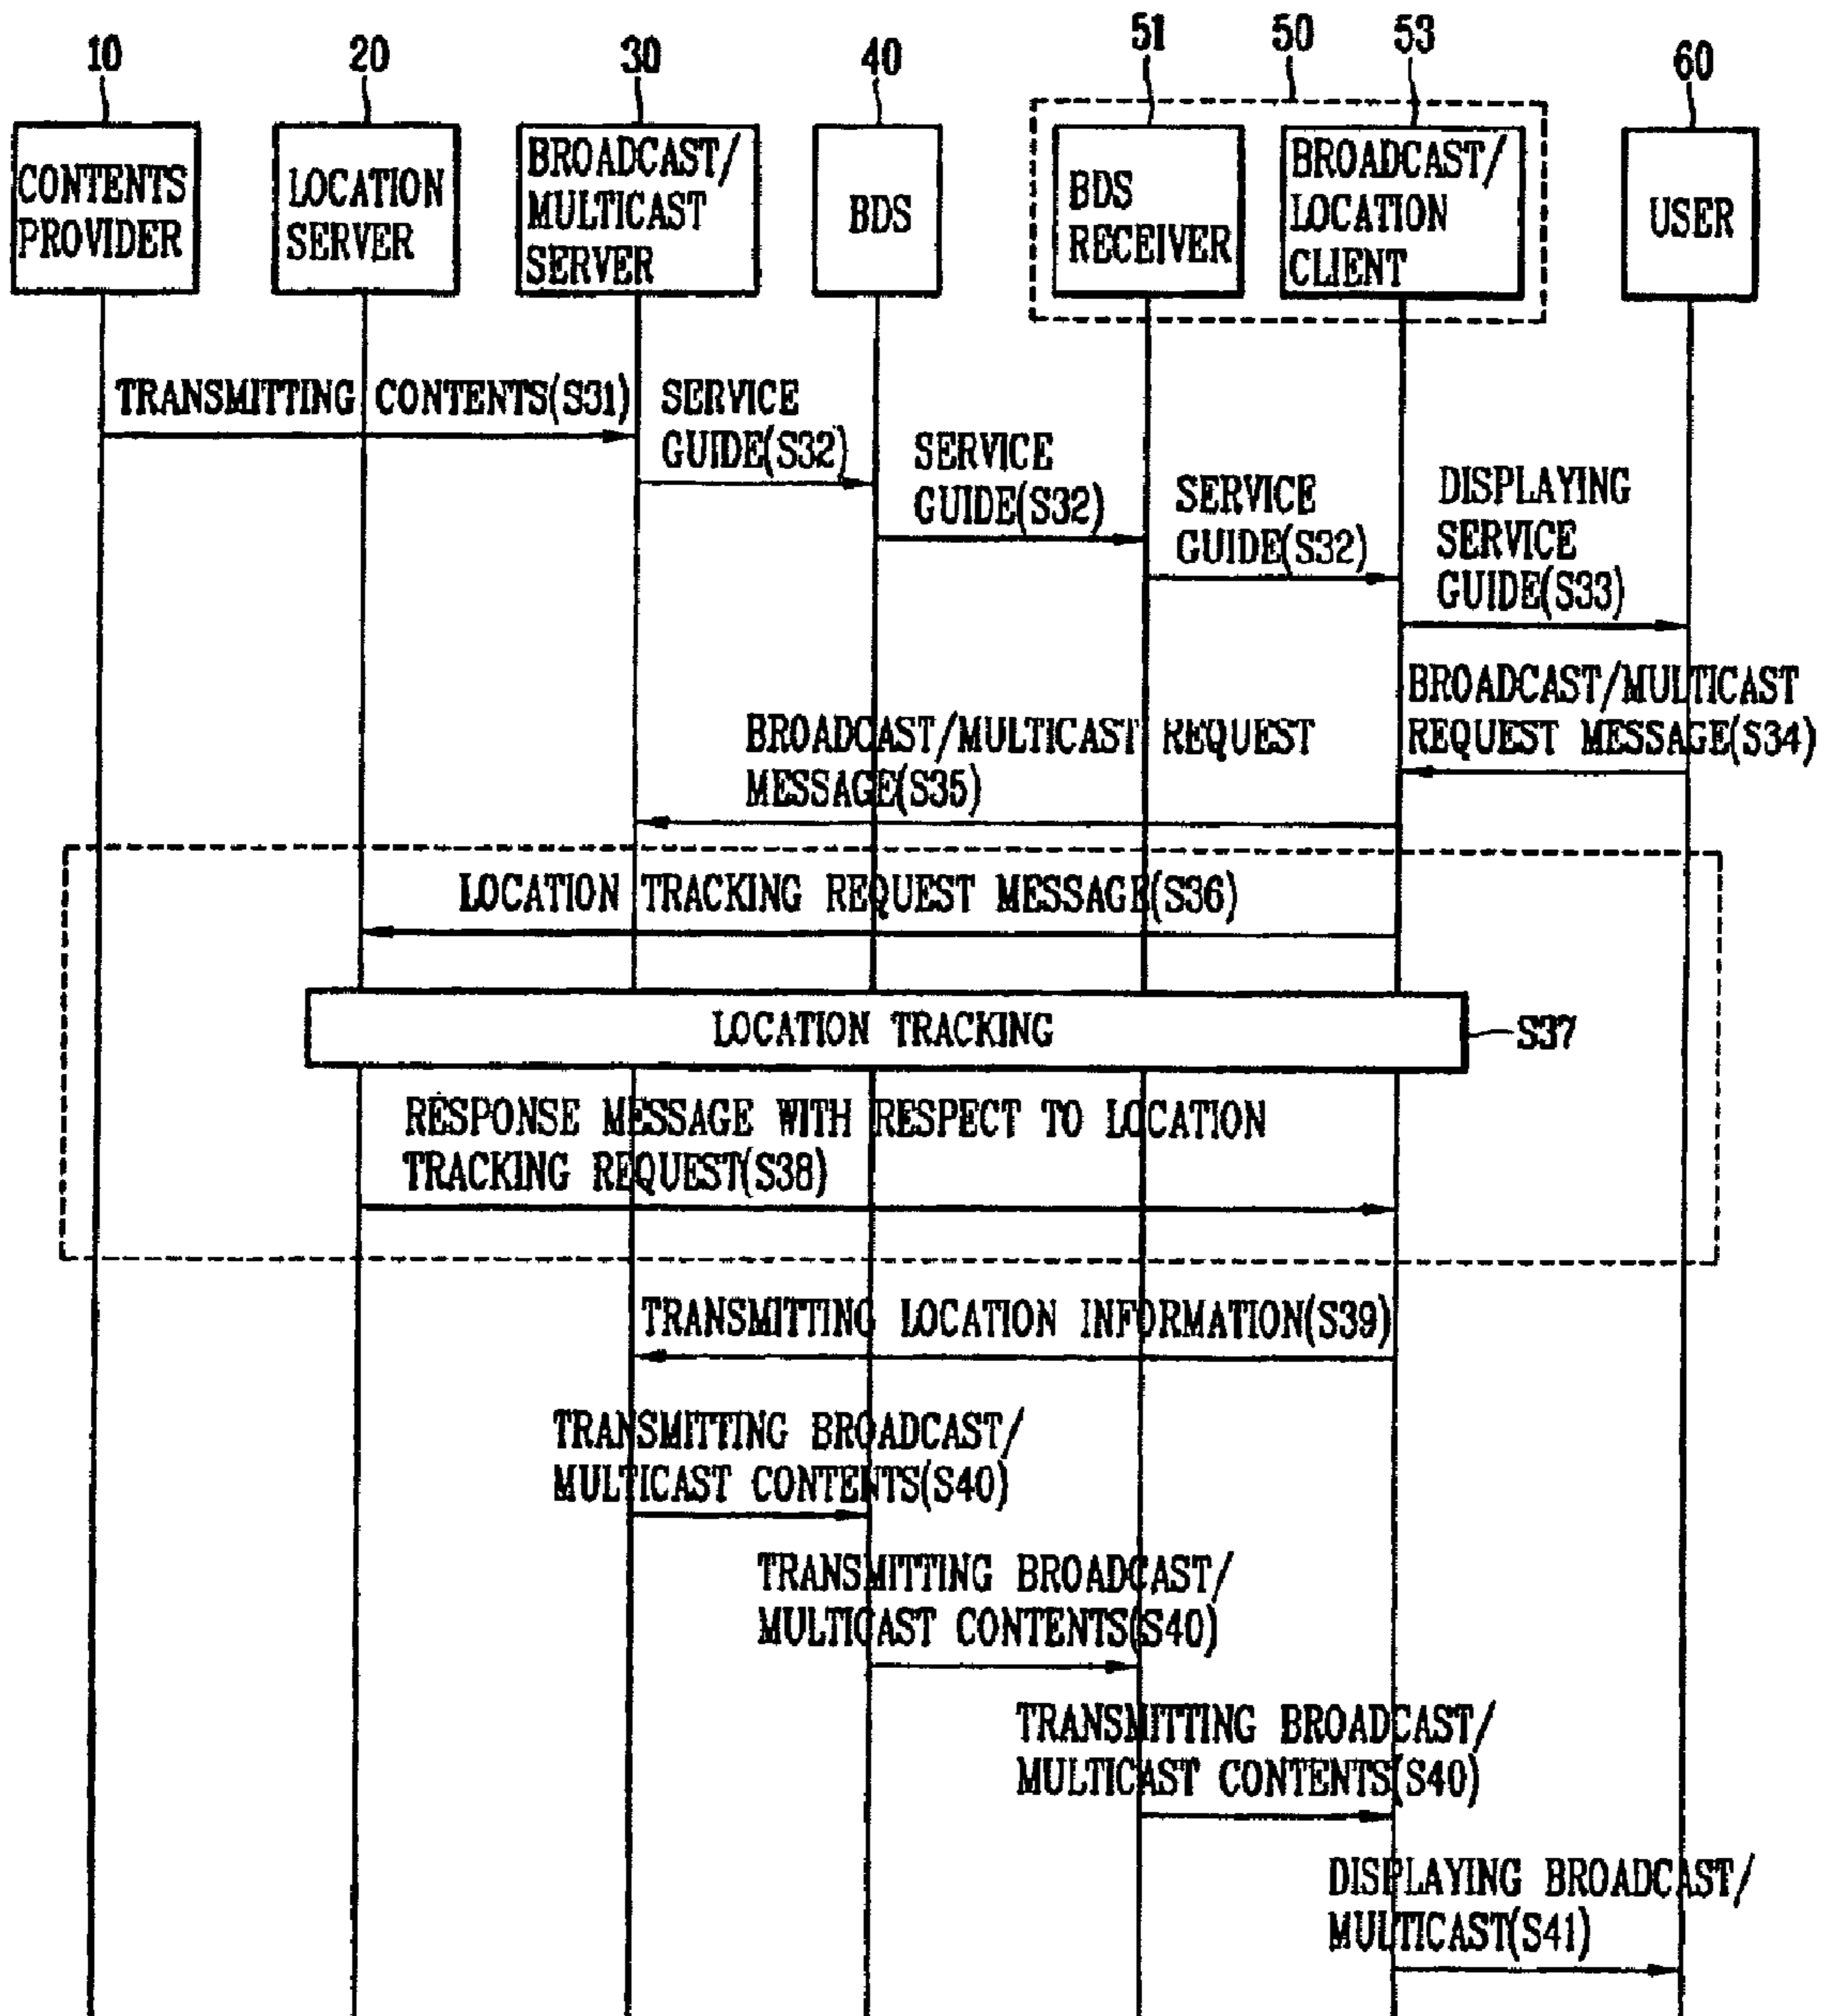 10
20
30
40
51
50
53
60
CONTENTS
PROVIDER
LOCATION
SERVER
BROADCAST/
MULTICAST
SERVER
BDS
BDS
RECEIVER
BROADCAST/
LOCATION
CLIENT
USER
TRANSMITTING CONTENTS(S31)
SERVICE
GUIDE(S32)
SERVICE
GUIDE(S32)
SERVICE
GUIDE(S32)
DISPLAYING
SERVICE
GUIDE(S33)
BROADCAST/MULTICAST
REQUEST MESSAGE(S34)
BROADCAST/MULTICAST REQUEST
MESSAGE(S35)
LOCATION TRACKING REQUEST MESSAGE(S36)
LOCATION TRACKING
S37
RESPONSE MESSAGE WITH RESPECT TO LOCATION
TRACKING REQUEST(S38)
TRANSMITTING LOCATION INFORMATION(S39)
TRANSMITTING BROADCAST/
MULTICAST CONTENTS(S40)
TRANSMITTING BROADCAST/
MULTICAST CONTENTS(S40)
TRANSMITTING BROADCAST/
MULTICAST CONTENTS(S40)
DISPLAYING BROADCAST/
MULTICAST(S41)